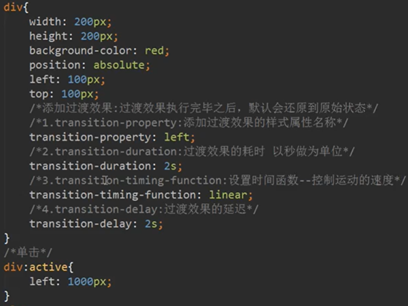 div{
width: 200px;
height: 200px;
background-color: red;
position: absolute;
left: 100px;
top: 100px;
/*添加过渡效果:过渡效果执行完毕之后，默认会还原到原始状态*/
/*1.transition-property:添加过渡效果的样式属性名称*/
transition-property: left;
/*2.transition-duration:过渡效果的耗时 以秒做为单位*/
transition-duration: 2s;
/*3.transition-timing-function:设置时间函数--控制运动的速度*/
transition-timing-function: linear;
/*4.transition-delay:过渡效果的延迟*/
transition-delay: 2s;
}
/*单击*/
div:active{
left: 1000px;
}